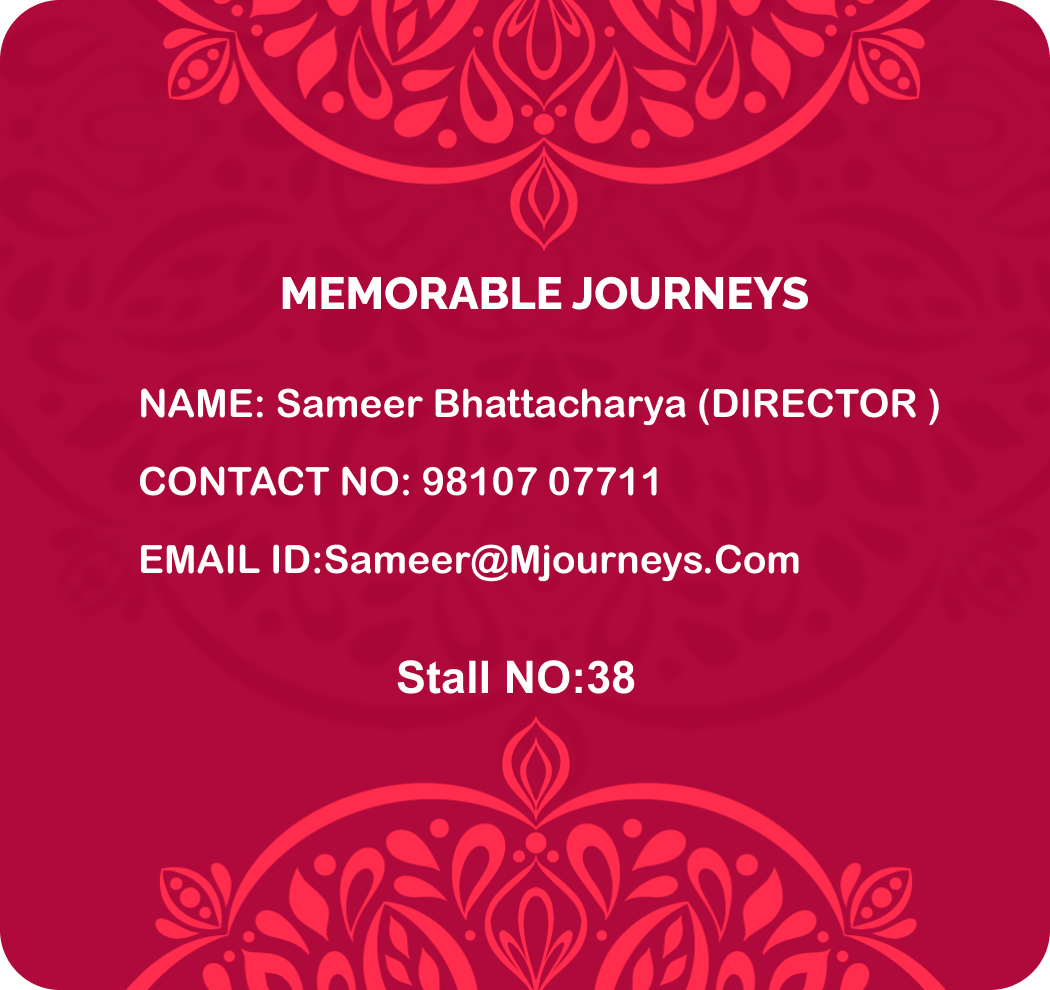 MEMORABLE JOURNEYS
NAME: Sameer Bhattacharya (DIRECTOR )
CONTACT NO: 98107 07711
EMAIL ID:Sameer@Mjourneys.Com
Stall NO:38